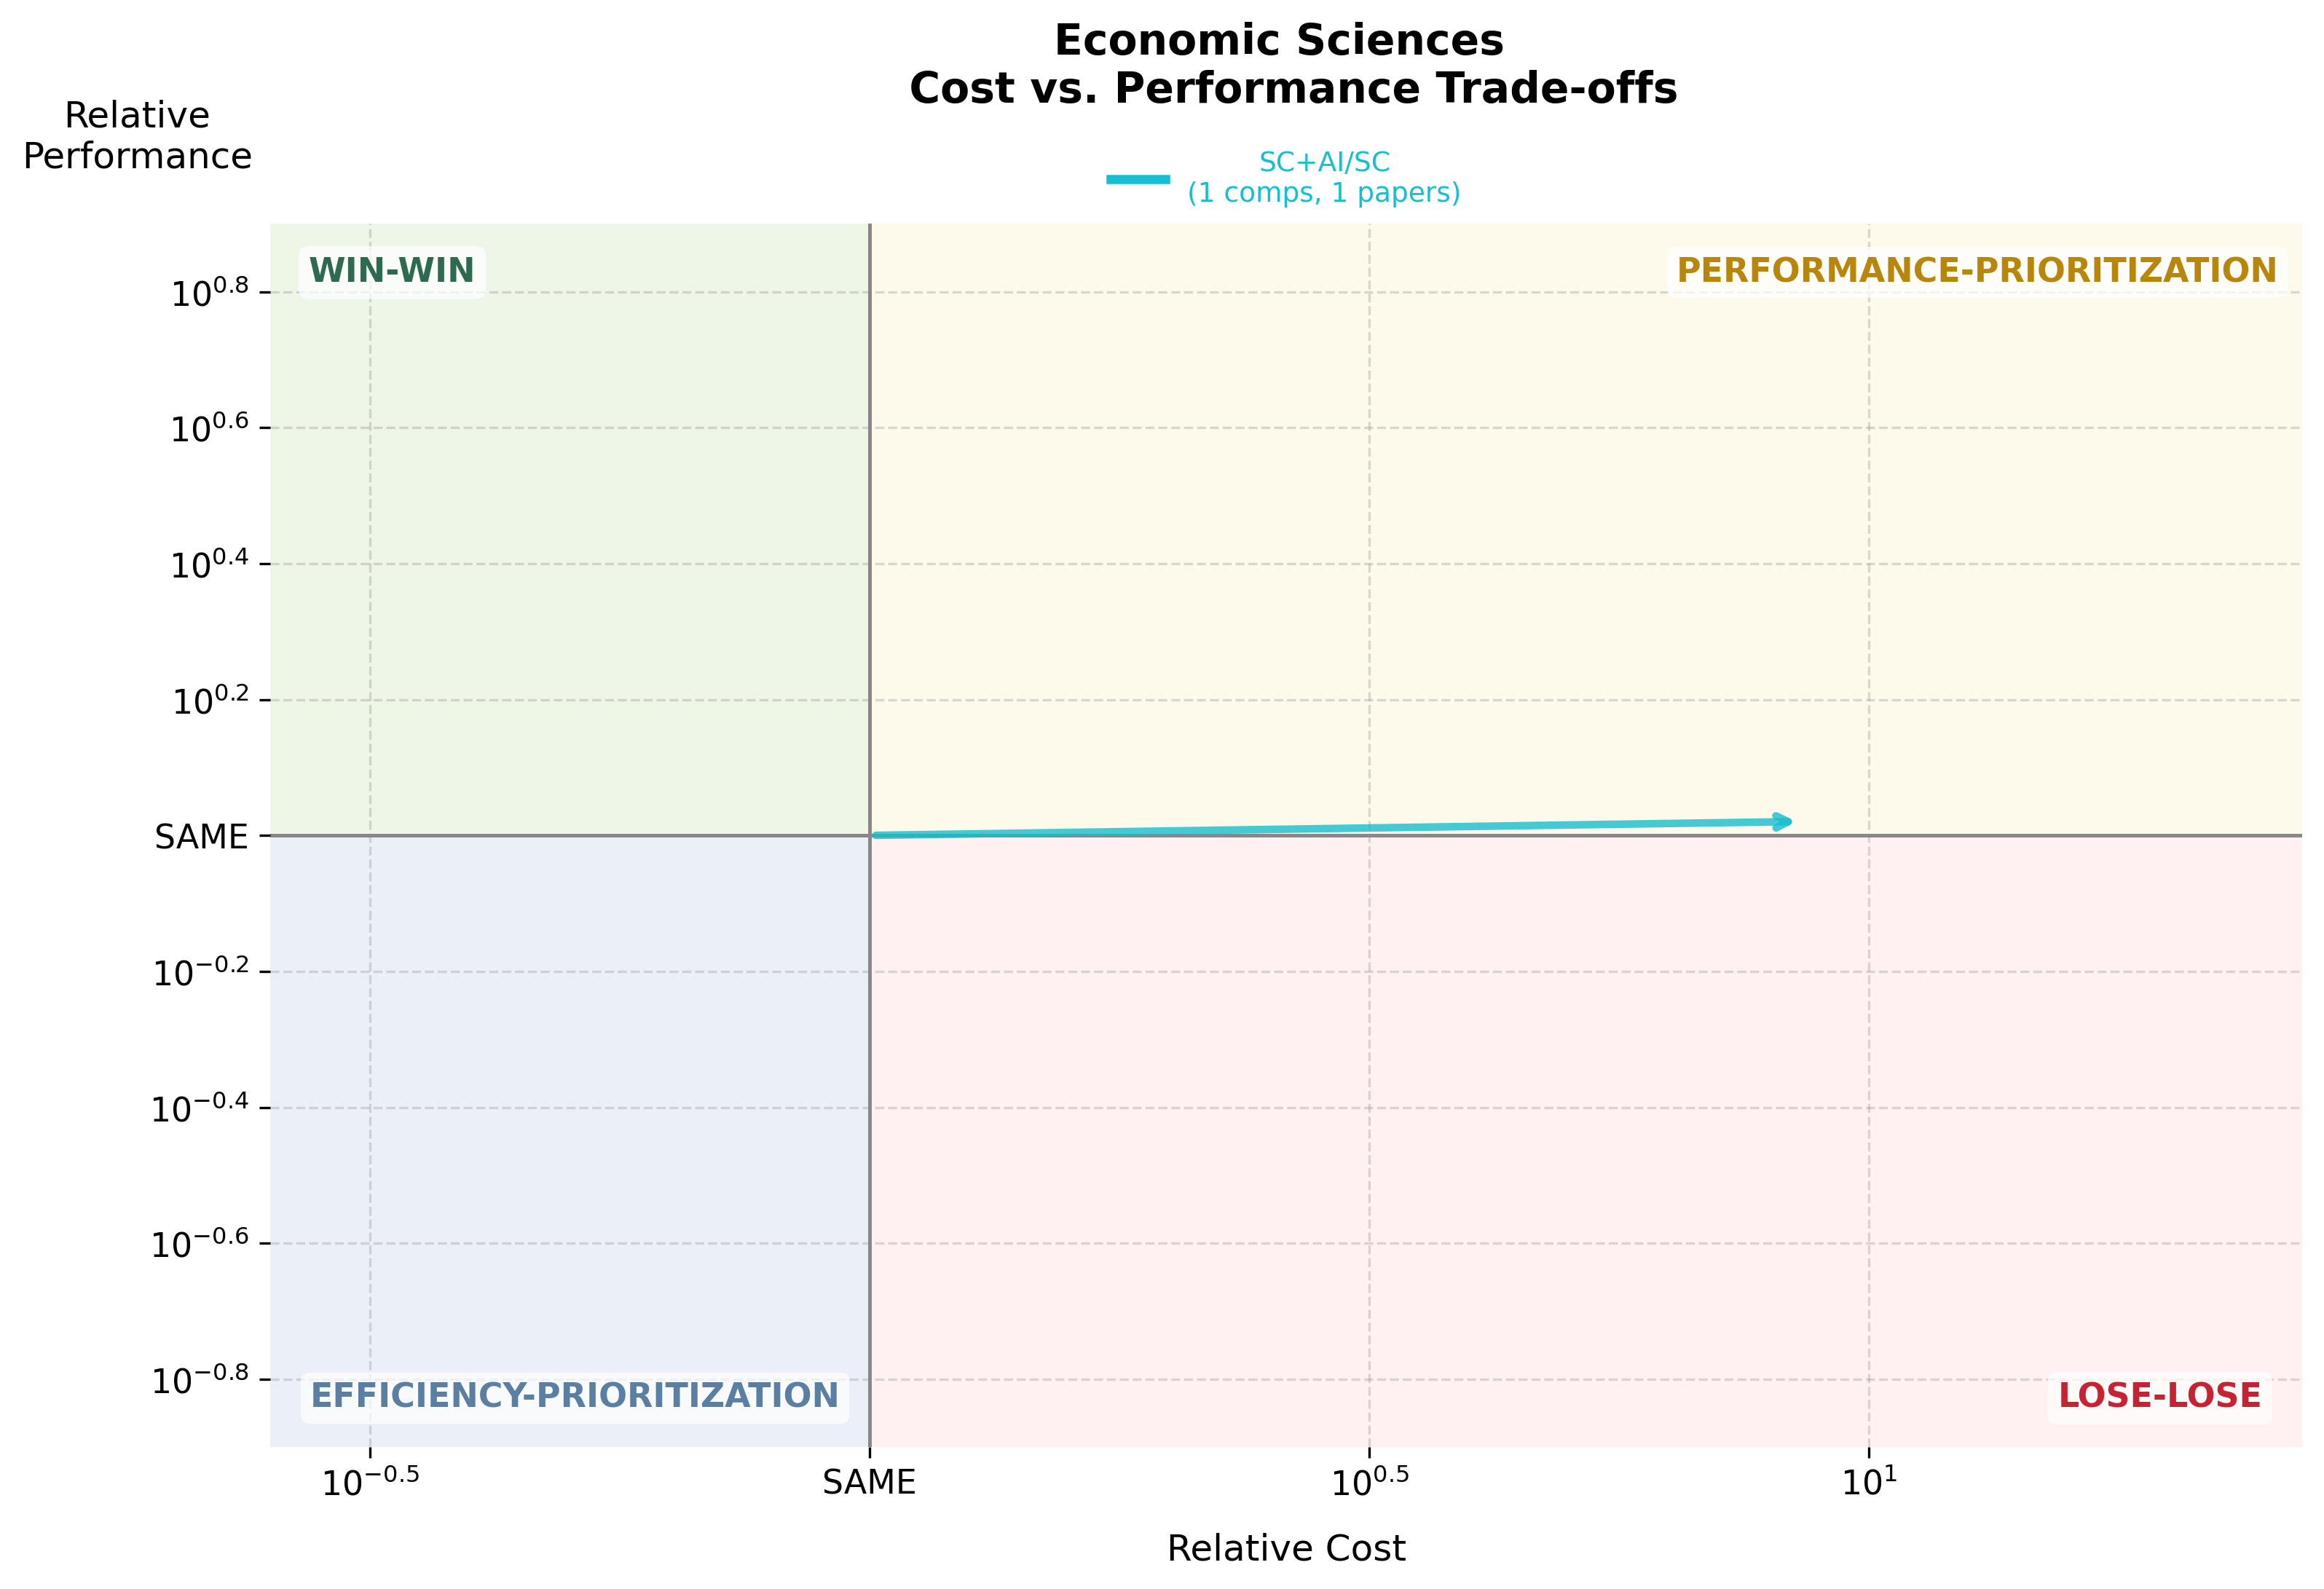 Economic Sciences
Cost vs. Performance Trade-offs
Relative
Performance
SC+AI/SC
(1 comps, 1 papers)
WIN-WIN
PERFORMANCE-PRIORITIZATION
10^0.8
10^0.6
10^0.4
10^0.2
SAME
10^−0.2
10^−0.4
10^−0.6
10^−0.8
EFFICIENCY-PRIORITIZATION
LOSE-LOSE
10^−0.5
SAME
10^0.5
10^1
Relative Cost